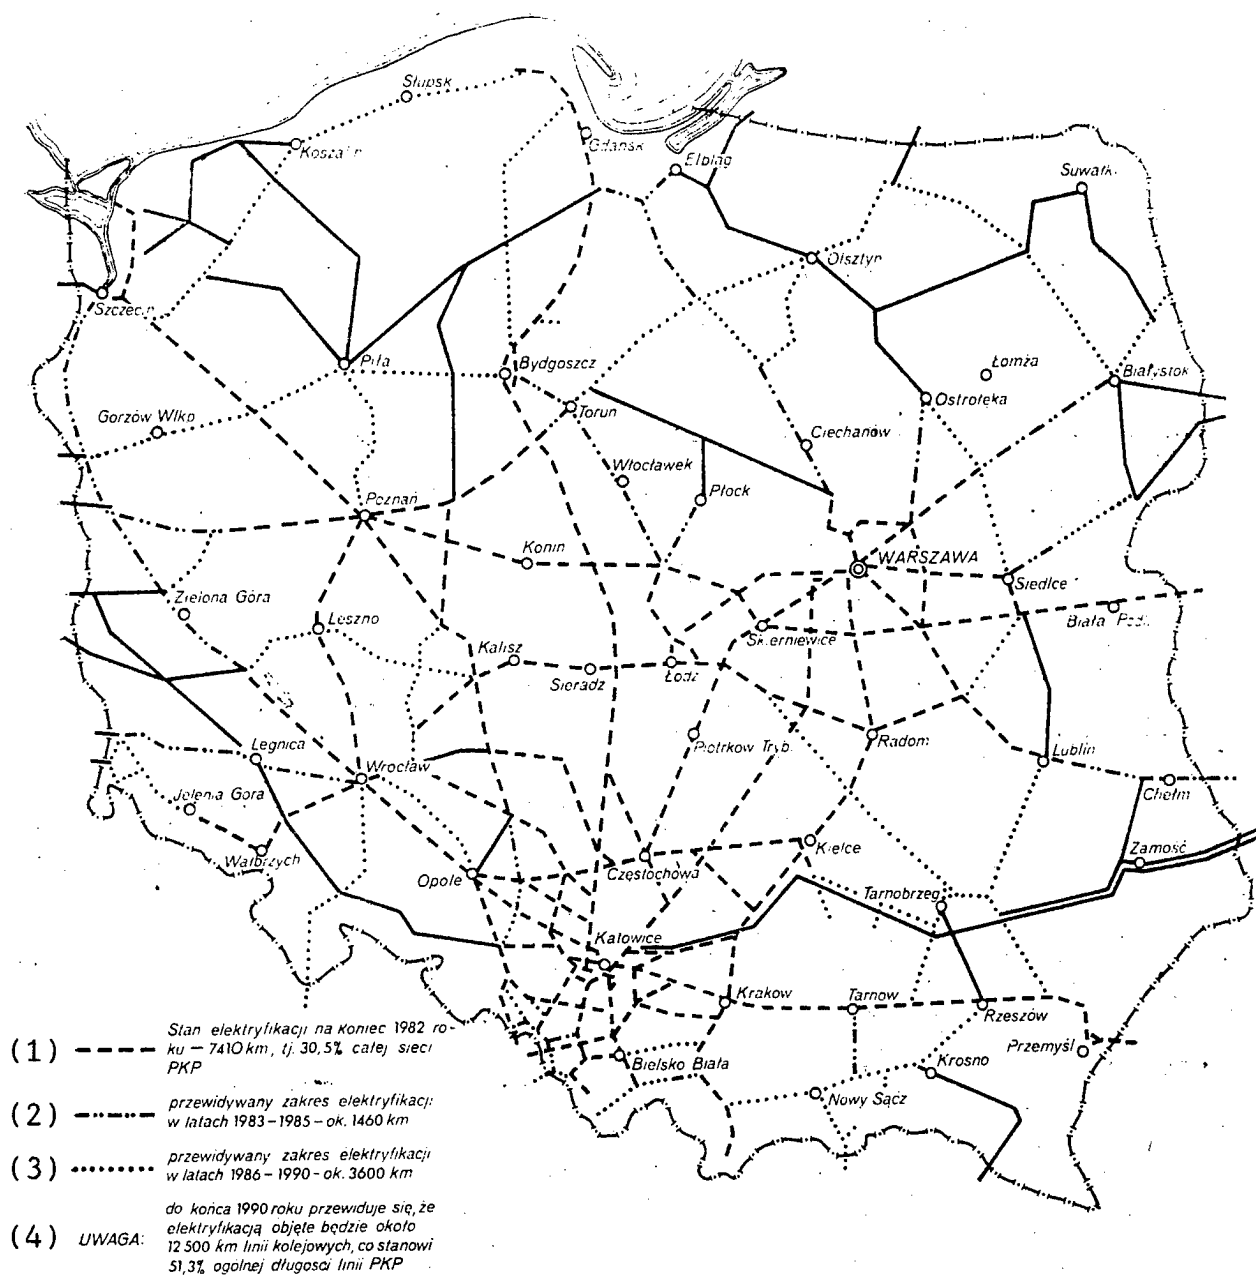 Słupsk
Koszalin
Gdańsk
Elbląg
Suwałki
Olsztyn
Szczecin
Piła
Bydgoszcz
Łomża
Białystok
Ostrołęka
Gorzów Wlkp
Toruń
Ciechanów
Włocławek
Płock
Poznań
Konin
WARSZAWA
Siedlce
Zielona Góra
Leszno
Skierniewice
Biała Podl.
Kalisz
Sieradz
Łódź
Legnica
Wrocław
Piotrków Tryb.
Radom
Lublin
Chełm
Jelenia Góra
Wałbrzych
Opole
Częstochowa
Kielce
Zamość
Tarnobrzeg
Katowice
Krakow
Tarnow
Rzeszów
Przemyśl
Bielsko Biała
Krosno
Nowy Sącz
(1) Stan elektryfikacji na koniec 1982 ro-
ku — 7410 km, tj. 30,5% całej sieci
PKP
(2) przewidywany zakres elektryfikacji
w latach 1983-1985 - ok. 1460 km
(3) przewidywany zakres elektryfikacji
w latach 1986-1990 - ok. 3600 km
(4) UWAGA: do końca 1990 roku przewiduje się, że
elektryfikacją objęte będzie około
12 500 km linii kolejowych, co stanowi
51,3% ogólnej długości linii PKP